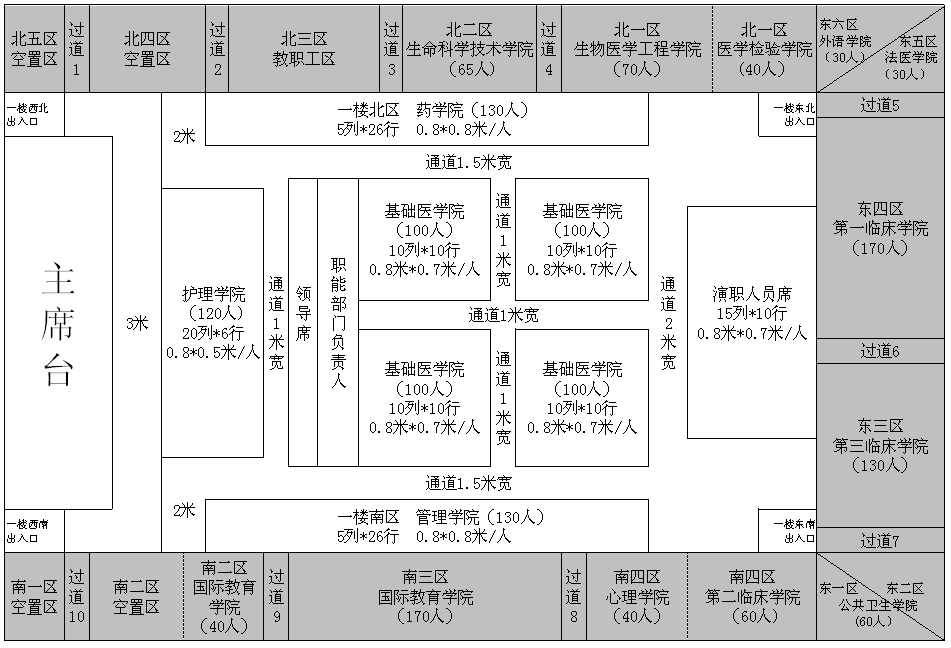 北五区
空置区
过道1
北四区
空置区
过道2
北三区
教职工区
过道3
北二区
生命科学技术学院
(65人)
过道4
北一区
生物医学工程学院
(70人)
北一区
医学检验学院
(40人)
东六区
外语学院
(30人)
东五区
法医学院
(30人)
一楼西北
出入口
2米
一楼北区 药学院(130人)
5列*26行 0.8*0.8米/人
一楼东北
出入口
过道5
通道1.5米宽
主席台
3米
护理学院
(120人)
20列*6行
0.8*0.5米/人
通道1米宽
领导席
职能部门负责人
基础医学院
(100人)
10列*10行
0.8米*0.7米/人
通道1米宽
基础医学院
(100人)
10列*10行
0.8米*0.7米/人
通道1米宽
基础医学院
(100人)
10列*10行
0.8米*0.7米/人
通道1米宽
基础医学院
(100人)
10列*10行
0.8米*0.7米/人
通道2米宽
演职人员席
15列*10行
0.8米*0.7米/人
东四区
第一临床学院
(170人)
过道6
东三区
第三临床学院
(130人)
通道1.5米宽
一楼西南
出入口
2米
一楼南区 管理学院(130人)
5列*26行 0.8*0.8米/人
一楼东南
出入口
过道7
南一区
空置区
过道10
南二区
空置区
南二区
国际教育
学院
(40人)
过道9
南三区
国际教育学院
(170人)
过道8
南四区
心理学院
(40人)
南四区
第二临床学院
(60人)
东一区 东二区
公共卫生学院
(60人)